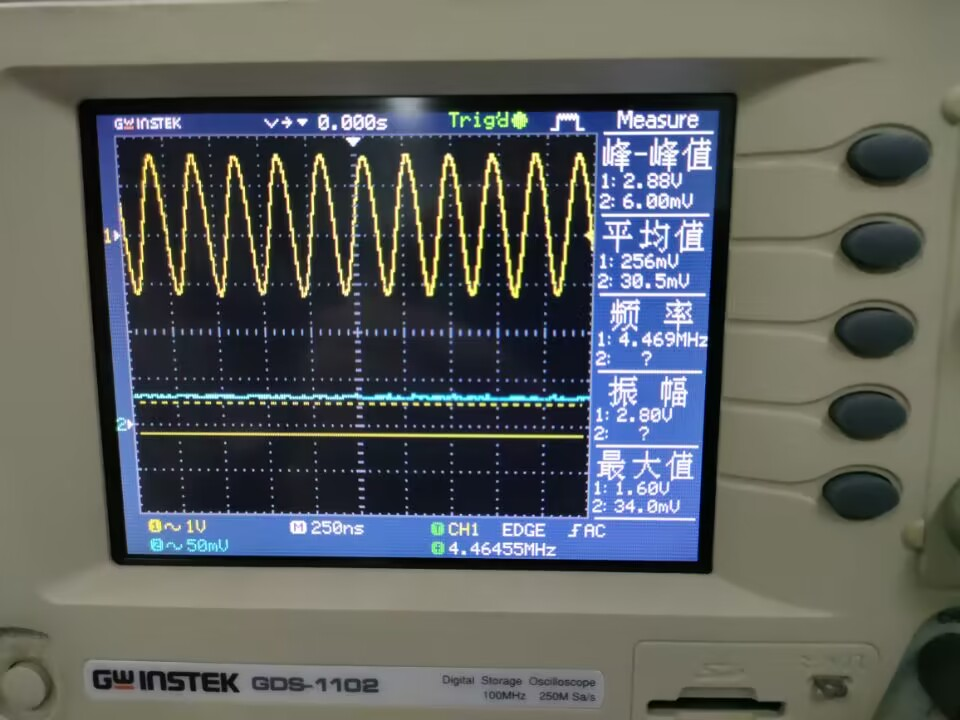 GWINSTEK
0.000s
Trig'd
Measure
峰-峰值
1: 2.88V
2: 6.00mV
平均值
1: 256mV
2: 30.5mV
频 率
1: 4.469MHz
2: ?
振 幅
1: 2.80V
2: ?
最大值
1: 1.60V
2: 34.0mV
1
2
1 ~ 1V
M 250ns
T CH1 EDGE AC
2 ~ 50mV
4.46455MHz
GWINSTEK GDS-1102
Digital Storage Oscilloscope
100MHz 250M Sa/s